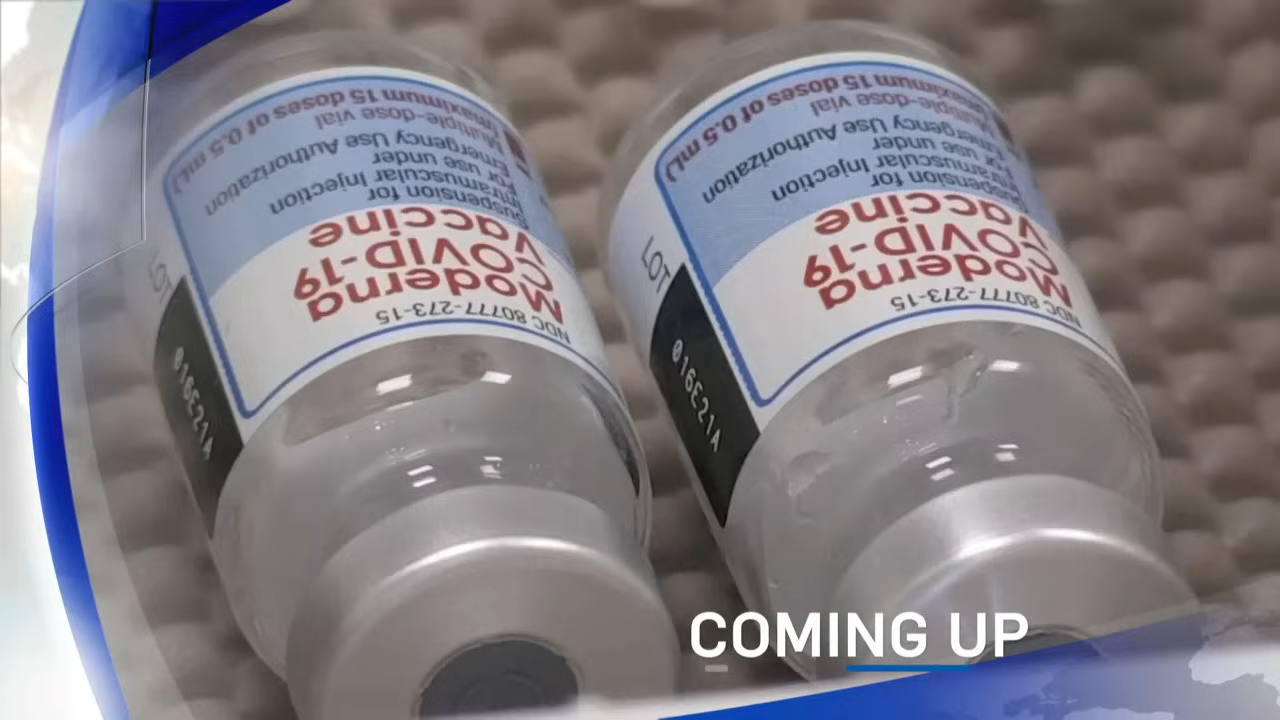 NDC 80777-273-15
Moderna
COVID-19
Vaccine
Suspension for
Intramuscular Injection
For use under
Emergency Use Authorization
Multiple-dose vial
(maximum 15 doses of 0.5 mL)
LOT
016E21A
NDC 80777-273-15
Moderna
COVID-19
Vaccine
Suspension for
Intramuscular Injection
For use under
Emergency Use Authorization
Multiple-dose vial
(maximum 15 doses of 0.5 mL)
LOT
016E21A
COMING UP